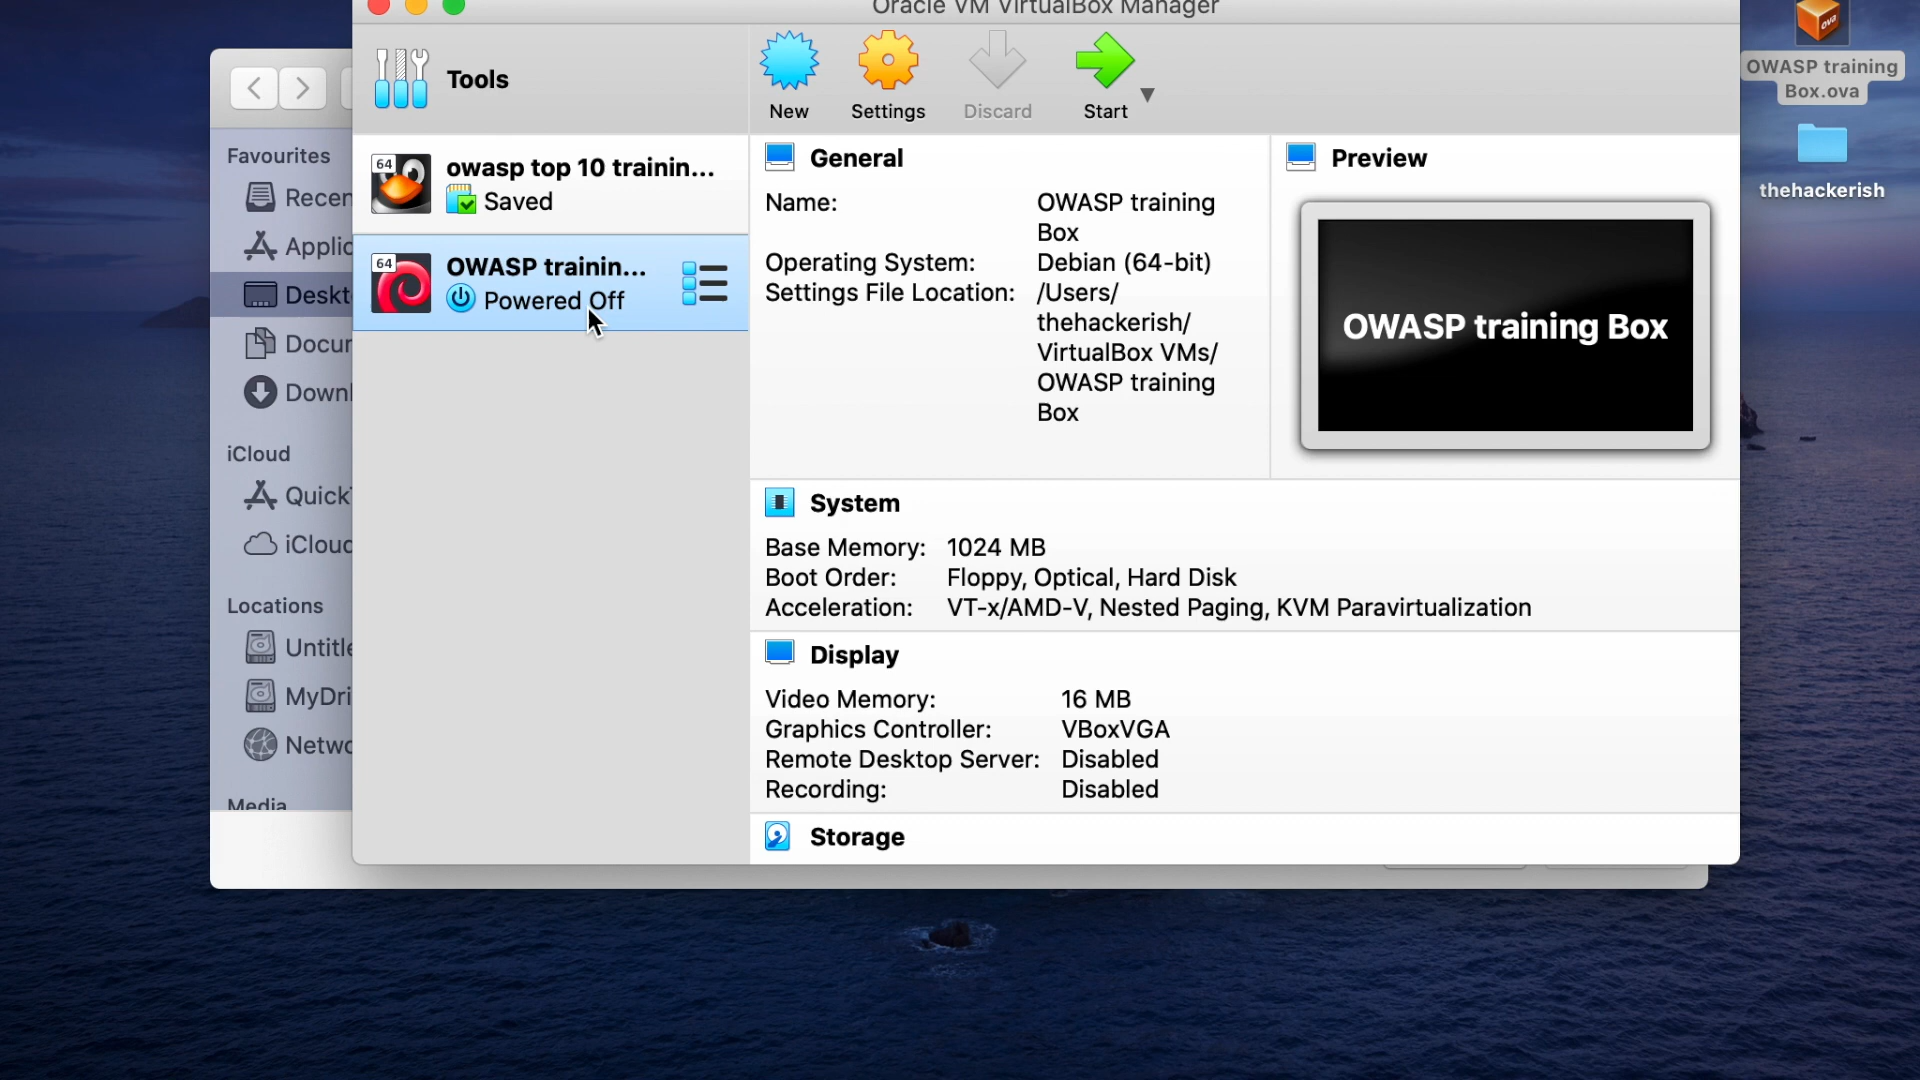 Oracle VM VirtualBox Manager
Tools
New
Settings
Discard
Start
64
owasp top 10 trainin...
Saved
64
OWASP trainin...
Powered Off
General
Name:
OWASP training
Box
Operating System:
Debian (64-bit)
Settings File Location:
/Users/
thehackerish/
VirtualBox VMs/
OWASP training
Box
Preview
OWASP training Box
System
Base Memory: 1024 MB
Boot Order: Floppy, Optical, Hard Disk
Acceleration: VT-x/AMD-V, Nested Paging, KVM Paravirtualization
Display
Video Memory: 16 MB
Graphics Controller: VBoxVGA
Remote Desktop Server: Disabled
Recording: Disabled
Storage
Favourites
Recen
Applic
Deskt
Docur
Downl
iCloud
Quick
iCloud
Locations
Untitle
MyDri
Netwo
Media
ova
OWASP training
Box.ova
thehackerish